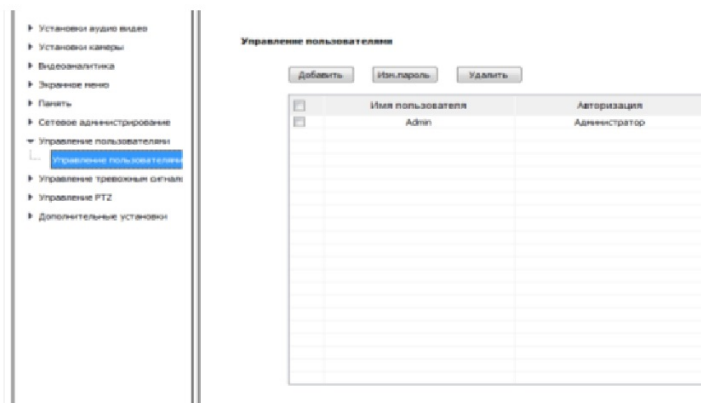 Установки аудио видео
Установки камеры
Видеоаналитика
Экранное меню
Память
Сетевое администрирование
Управление пользователями
Управление пользователями
Управление тревожным сигнало
Управление PTZ
Дополнительные установки
Управление пользователями
Добавить Изм.пароль Удалить
Имя пользователя Авторизация
Admin Администратор